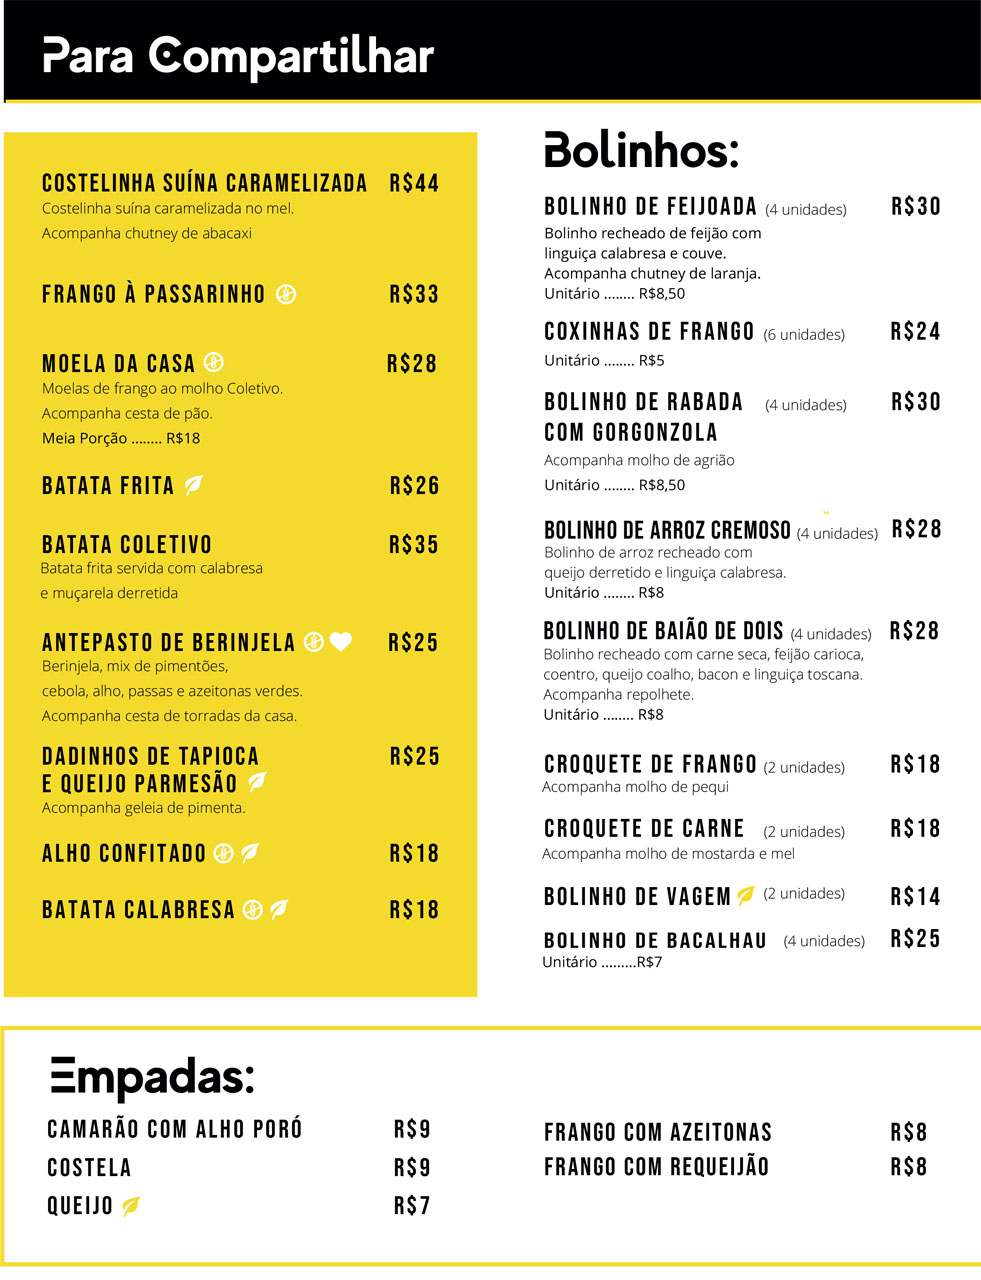 Para Compartilhar
COSTELINHA SUÍNA CARAMELIZADA R$44
Costelinha suína caramelizada no mel.
Acompanha chutney de abacaxi
FRANGO À PASSARINHO R$33
MOELA DA CASA R$28
Moelas de frango ao molho Coletivo.
Acompanha cesta de pão.
Meia Porção ........ R$18
BATATA FRITA R$26
BATATA COLETIVO R$35
Batata frita servida com calabresa
e muçarela derretida
ANTEPASTO DE BERINJELA R$25
Berinjela, mix de pimentões,
cebola, alho, passas e azeitonas verdes.
Acompanha cesta de torradas da casa.
DADINHOS DE TAPIOCA R$25
E QUEIJO PARMESÃO
Acompanha geleia de pimenta.
ALHO CONFITADO R$18
BATATA CALABRESA R$18
Bolinhos:
BOLINHO DE FEIJOADA (4 unidades) R$30
Bolinho recheado de feijão com
linguiça calabresa e couve.
Acompanha chutney de laranja.
Unitário ........ R$8,50
COXINHAS DE FRANGO (6 unidades) R$24
Unitário ........ R$5
BOLINHO DE RABADA (4 unidades) R$30
COM GORGONZOLA
Acompanha molho de agrião
Unitário ........ R$8,50
BOLINHO DE ARROZ CREMOSO (4 unidades) R$28
Bolinho de arroz recheado com
queijo derretido e linguiça calabresa.
Unitário ........ R$8
BOLINHO DE BAIÃO DE DOIS (4 unidades) R$28
Bolinho recheado com carne seca, feijão carioca,
coentro, queijo coalho, bacon e linguiça toscana.
Acompanha repolhete.
Unitário ........ R$8
CROQUETE DE FRANGO (2 unidades) R$18
Acompanha molho de pequi
CROQUETE DE CARNE (2 unidades) R$18
Acompanha molho de mostarda e mel
BOLINHO DE VAGEM (2 unidades) R$14
BOLINHO DE BACALHAU (4 unidades) R$25
Unitário .........R$7
Empadas:
CAMARÃO COM ALHO PORÓ R$9
COSTELA R$9
QUEIJO R$7
FRANGO COM AZEITONAS R$8
FRANGO COM REQUEIJÃO R$8